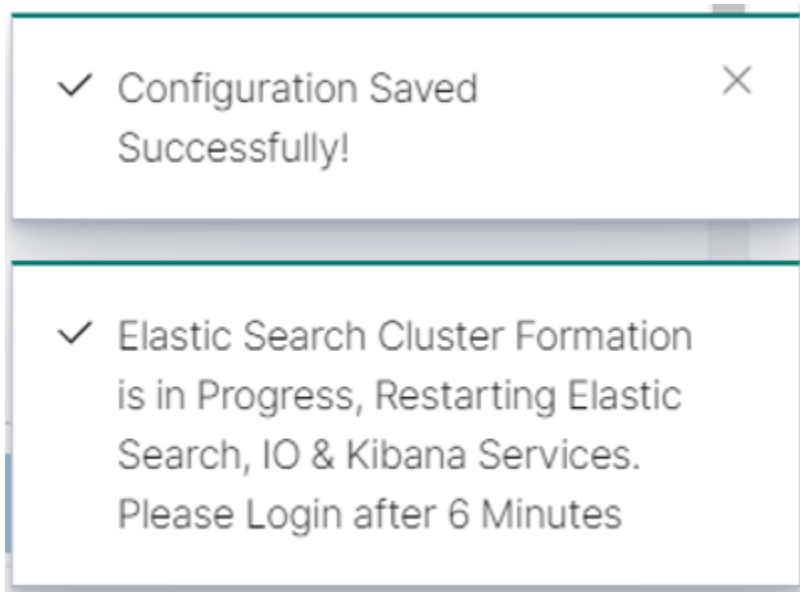 Configuration Saved
Successfully!
Elastic Search Cluster Formation
is in Progress, Restarting Elastic
Search, IO & Kibana Services.
Please Login after 6 Minutes